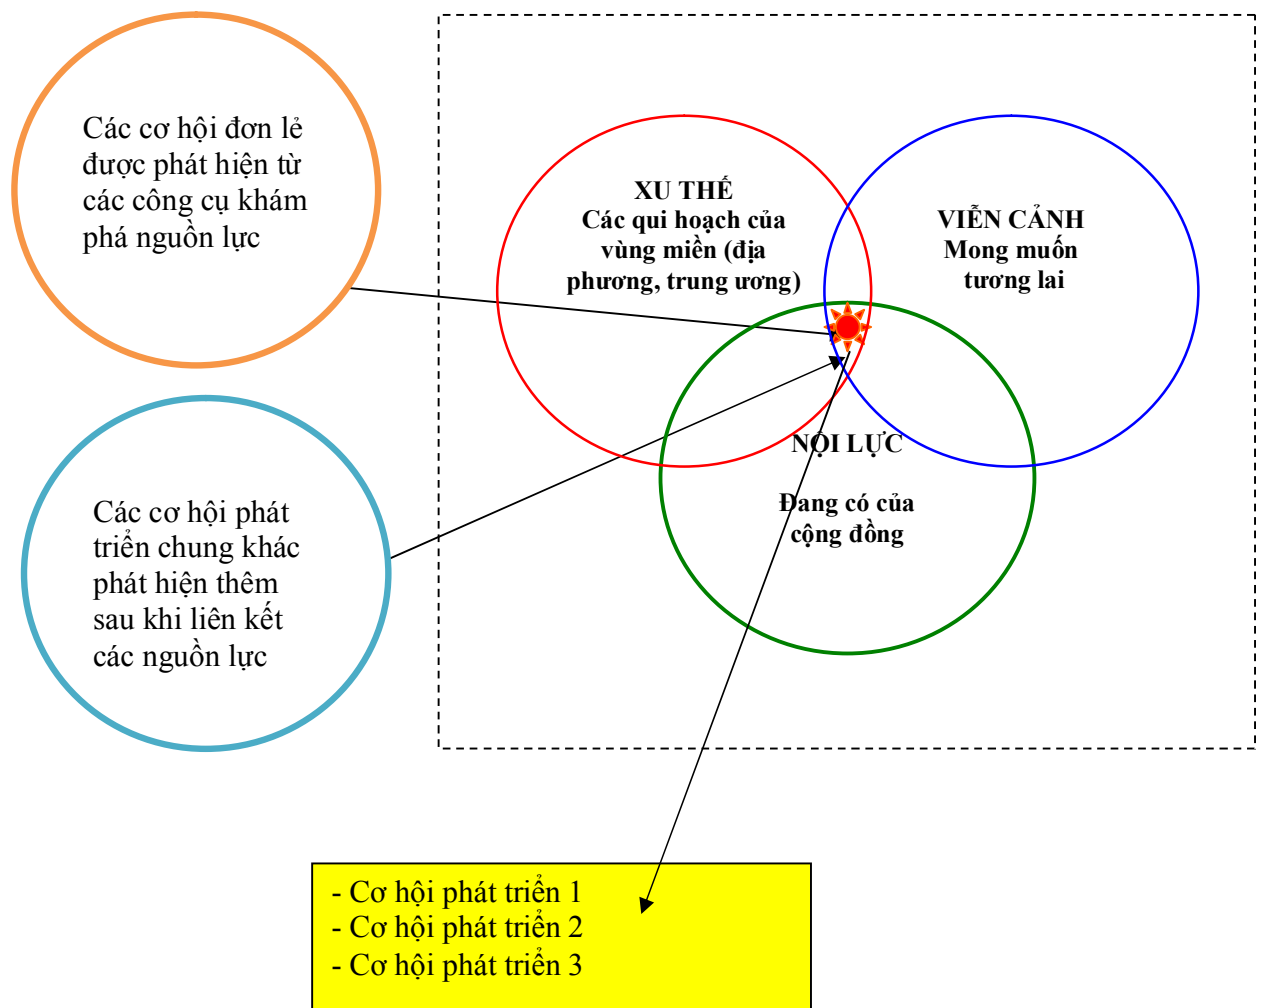 Các cơ hội đơn lẻ
được phát hiện từ
các công cụ khám
phá nguồn lực
XU THẾ
Các qui hoạch của
vùng miền (địa
phương, trung ương)
VIỄN CẢNH
Mong muốn
tương lai
NỘI LỰC
Đang có của
cộng đồng
Các cơ hội phát
triển chung khác
phát hiện thêm
sau khi liên kết
các nguồn lực
- Cơ hội phát triển 1
- Cơ hội phát triển 2
- Cơ hội phát triển 3